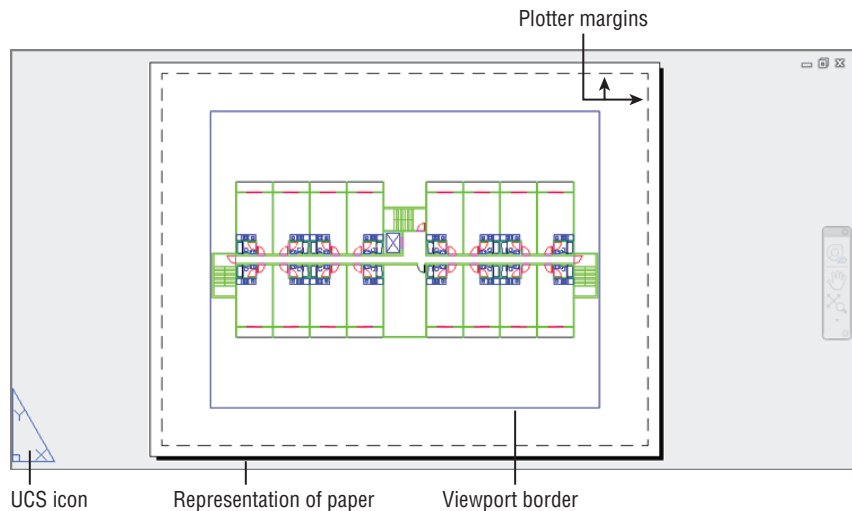 Plotter margins
Y
X
UCS icon
Representation of paper
Viewport border